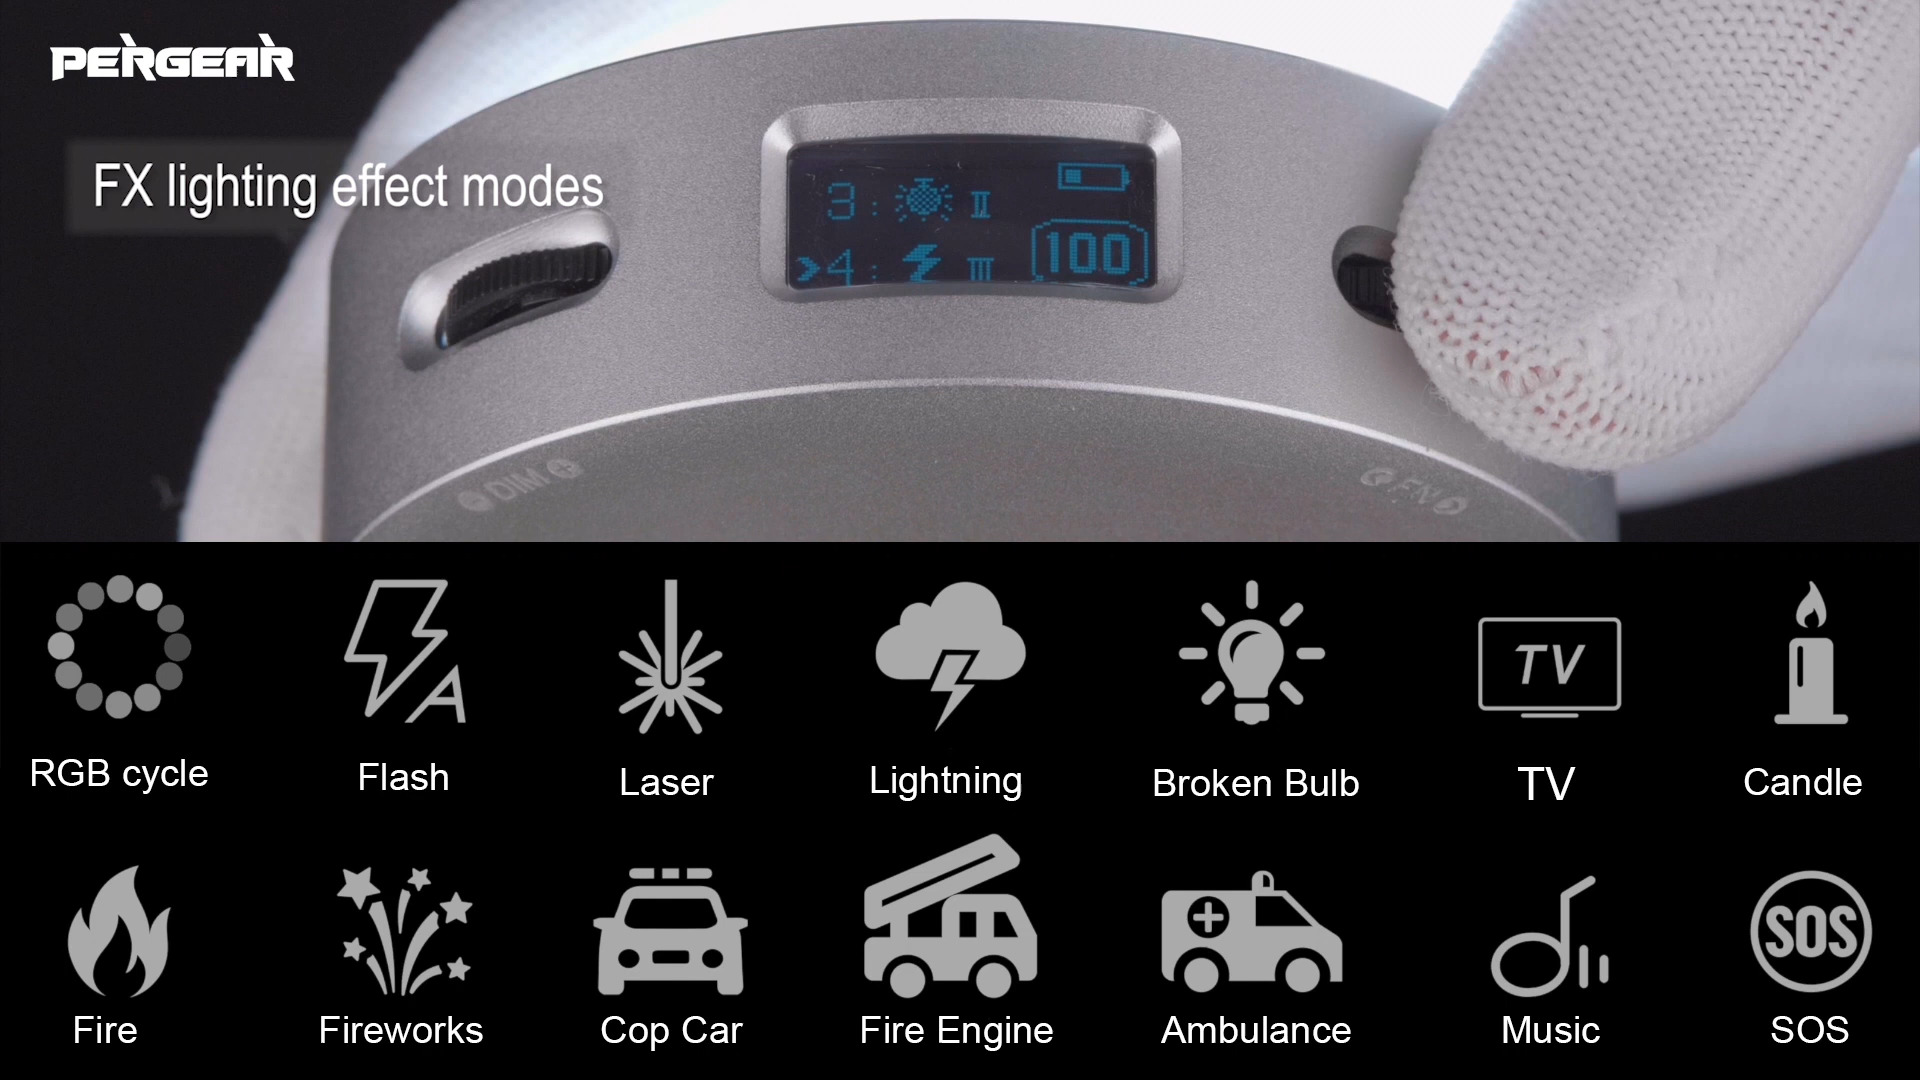 PERGEAR
FX lighting effect modes
3: II
100
>4: III
DIM
FN
A
TV
RGB cycle
Flash
Laser
Lightning
Broken Bulb
TV
Candle
SOS
Fire
Fireworks
Cop Car
Fire Engine
Ambulance
Music
SOS